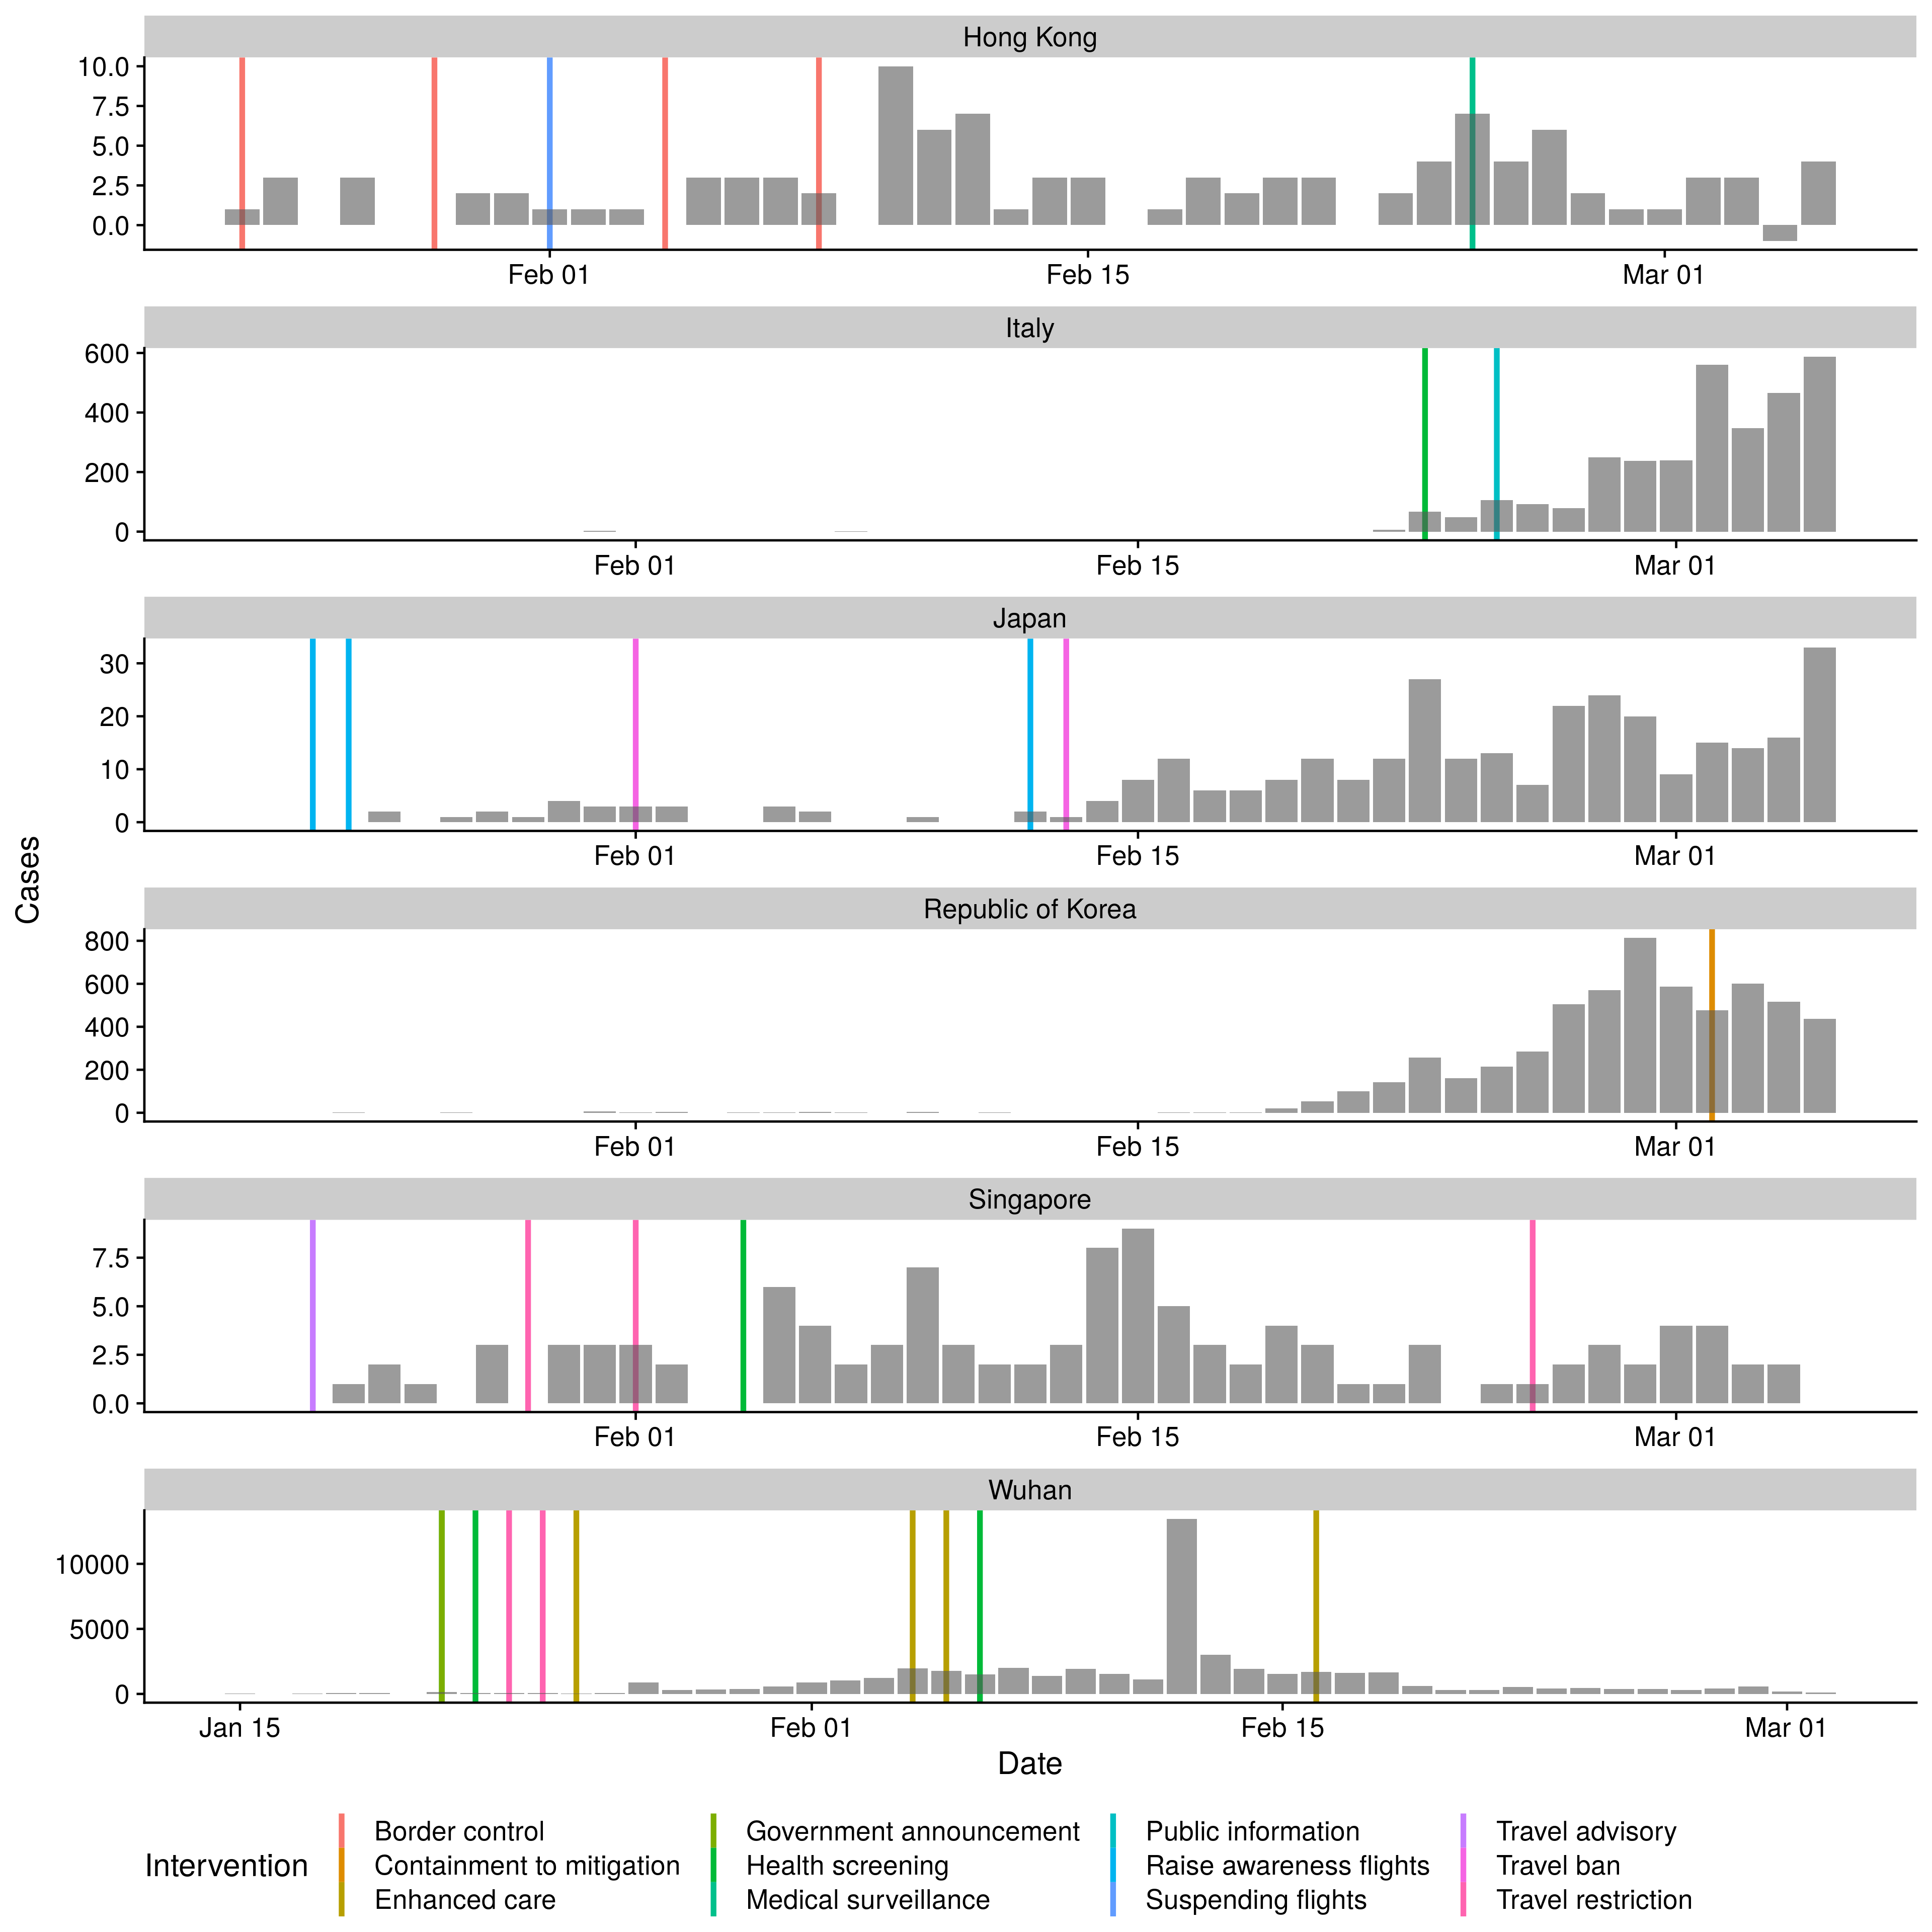 Hong Kong
10.0
7.5
5.0
2.5
0.0
Feb 01 Feb 15 Mar 01
Italy
600
400
200
0
Feb 01 Feb 15 Mar 01
Japan
30
20
10
0
Feb 01 Feb 15 Mar 01
Cases
Republic of Korea
800
600
400
200
0
Feb 01 Feb 15 Mar 01
Singapore
7.5
5.0
2.5
0.0
Feb 01 Feb 15 Mar 01
Wuhan
10000
5000
0
Jan 15 Feb 01 Feb 15 Mar 01
Date
Intervention
Border control
Containment to mitigation
Enhanced care
Government announcement
Health screening
Medical surveillance
Public information
Raise awareness flights
Suspending flights
Travel advisory
Travel ban
Travel restriction